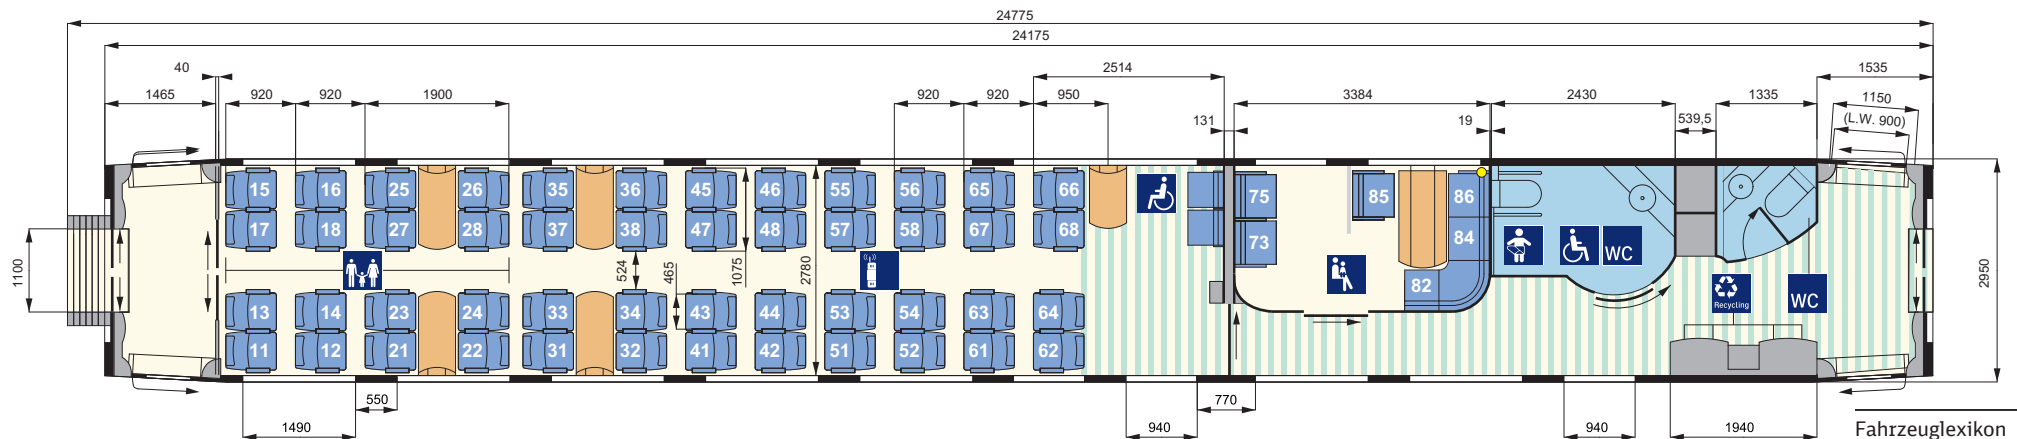 24775
24175
40 2514 1535
1465 920 920 1900 920 920 950 3384 2430 1335 1150
131 19 539,5 (L.W. 900)
15 16 25 26 35 36 45 46 55 56 65 66 75 85 86
17 18 27 28 37 38 47 48 57 58 67 68 73 84
WC
1100 524 465 1075 2780 2950
82
Recycling WC
13 14 23 24 33 34 43 44 53 54 63 64
11 12 21 22 31 32 41 42 51 52 61 62
550 770
1490 940 940 1940
Fahrzeuglexikon